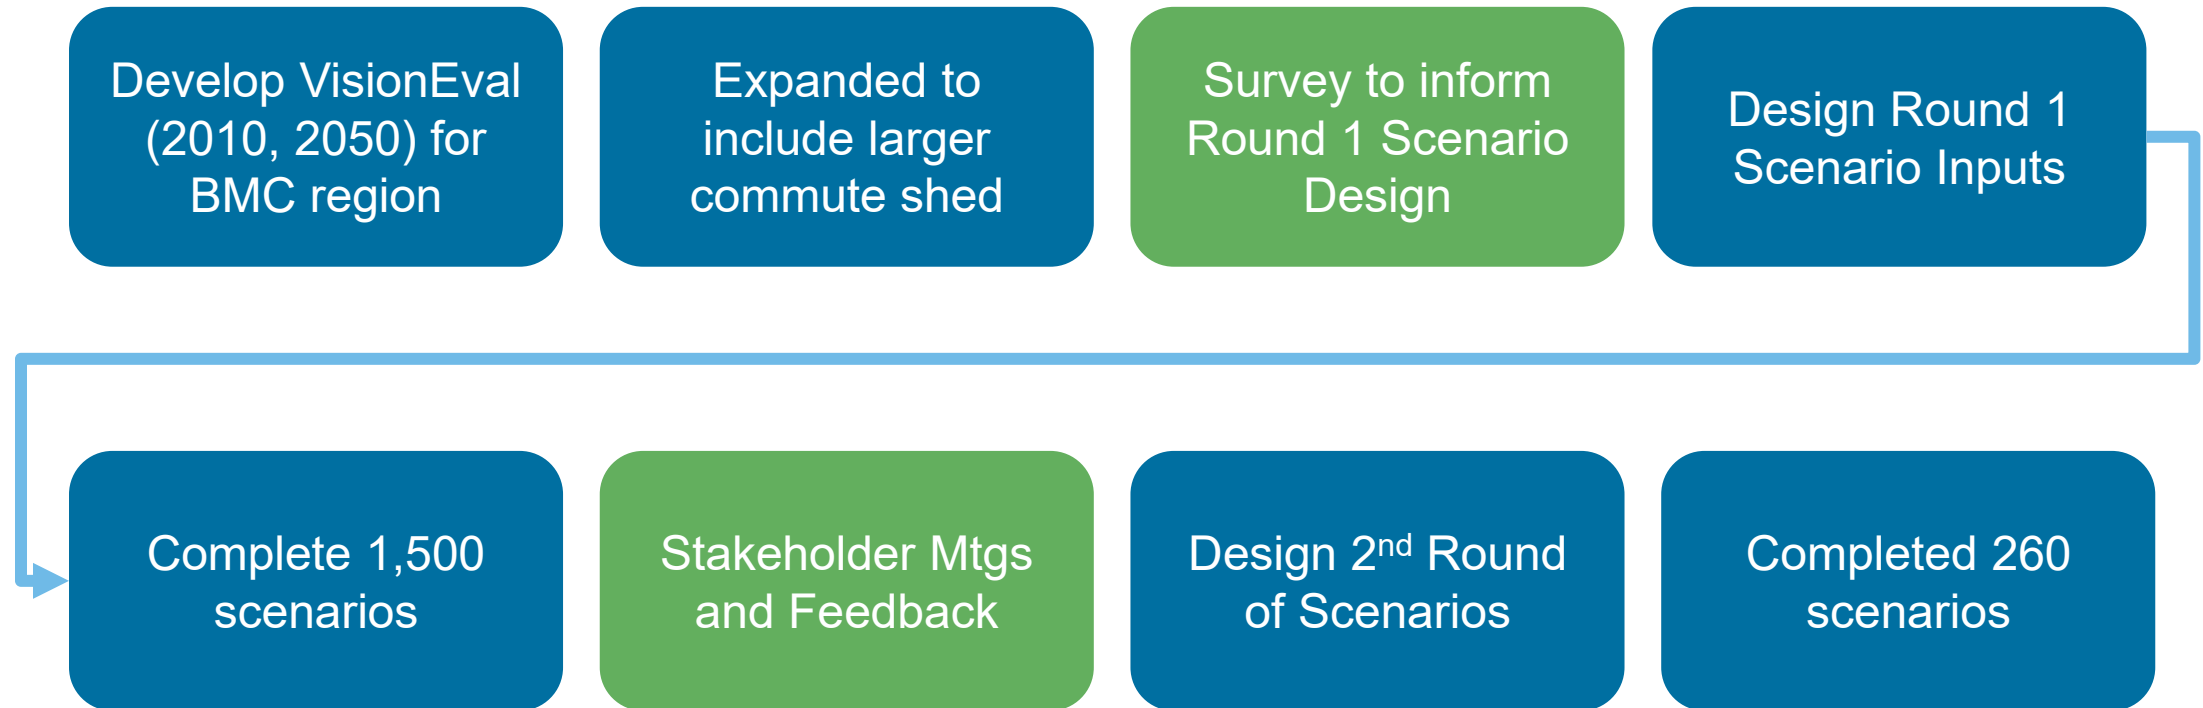 Develop VisionEval
(2010, 2050) for
BMC region
Expanded to
include larger
commute shed
Survey to inform
Round 1 Scenario
Design
Design Round 1
Scenario Inputs
Complete 1,500
scenarios
Stakeholder Mtgs
and Feedback
Design 2nd Round
of Scenarios
Completed 260
scenarios